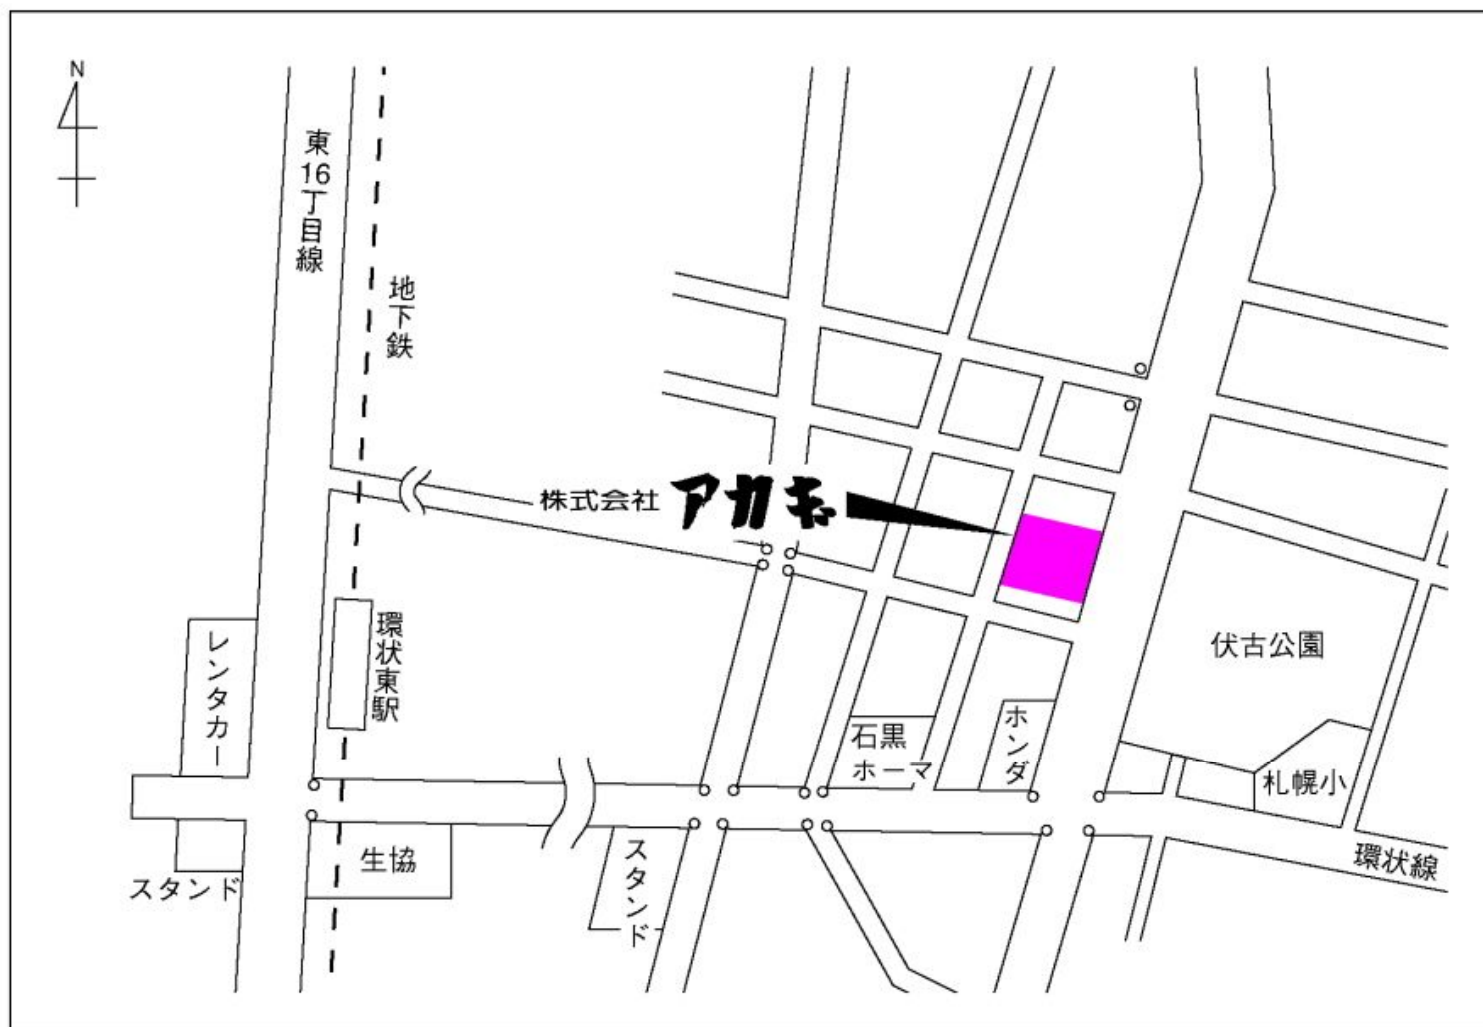 N
東16丁目線
地下鉄
株式会社 アカギ
環状東駅
レンタカー
伏古公園
石黒
ホーマ
ホンダ
札幌小
環状線
生協
スタンド
スタンド